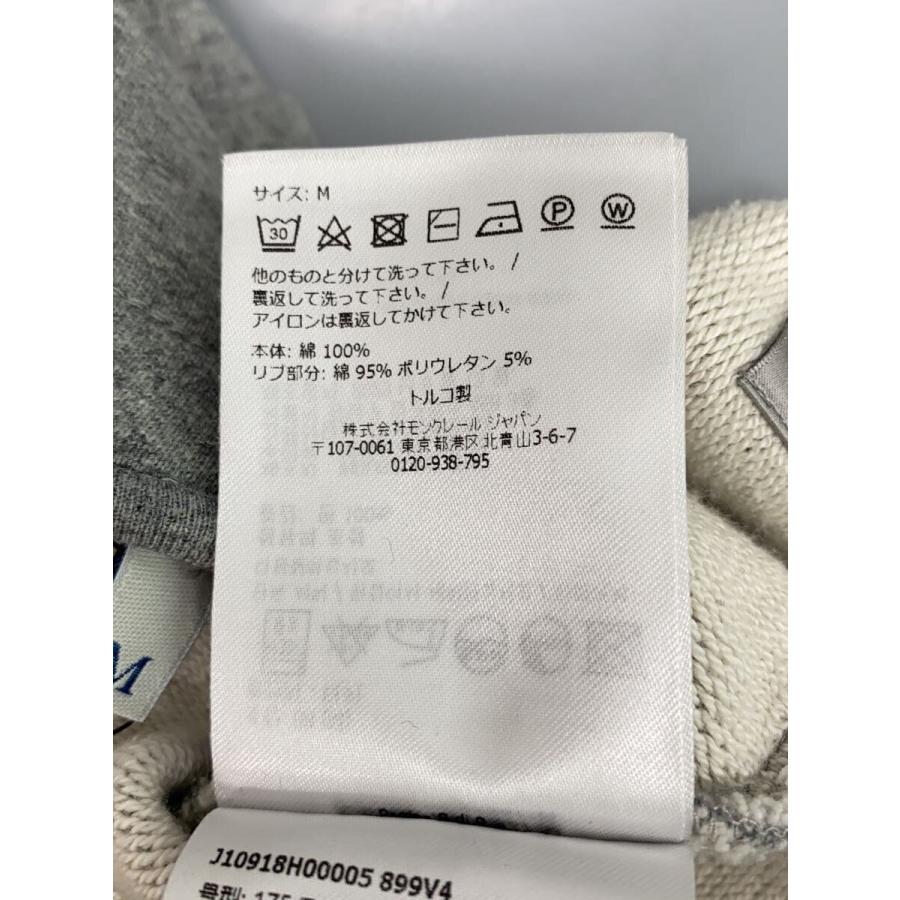 サイズ: M
30
P W
他のものと分けて洗って下さい。/
裏返して洗って下さい。/
アイロンは裏返してかけて下さい。
本体: 綿 100%
リブ部分: 綿 95% ポリウレタン 5%
トルコ製
株式会社モンクレール ジャパン
〒107-0061 東京都港区北青山3-6-7
0120-938-795
J10918H00005 899V4
号型: 175
M